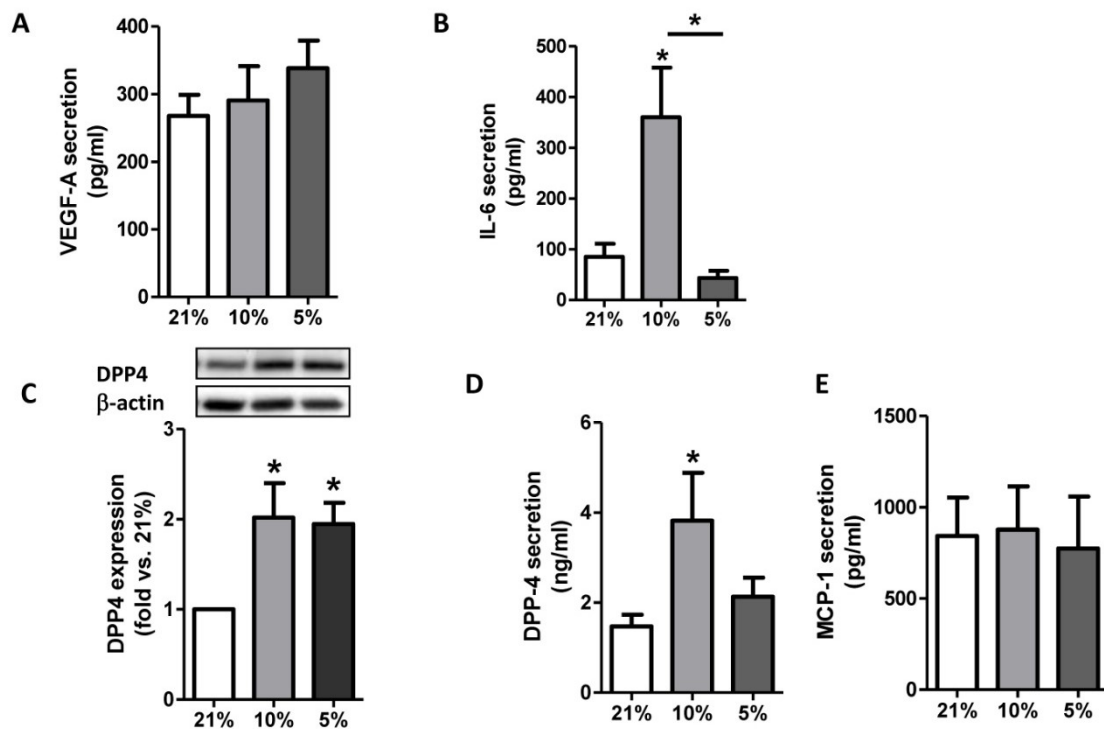 A
VEGF-A secretion
(pg/ml)
400
300
200
100
0
21% 10% 5%
B
IL-6 secretion
(pg/ml)
*
*
500
400
300
200
100
0
21% 10% 5%
C
DPP4
β-actin
DPP4 expression
(fold vs. 21%)
3
2
1
0
* *
21% 10% 5%
D
DPP-4 secretion
(ng/ml)
6
4
2
0
*
21% 10% 5%
E
MCP-1 secretion
(pg/ml)
1500
1000
500
0
21% 10% 5%